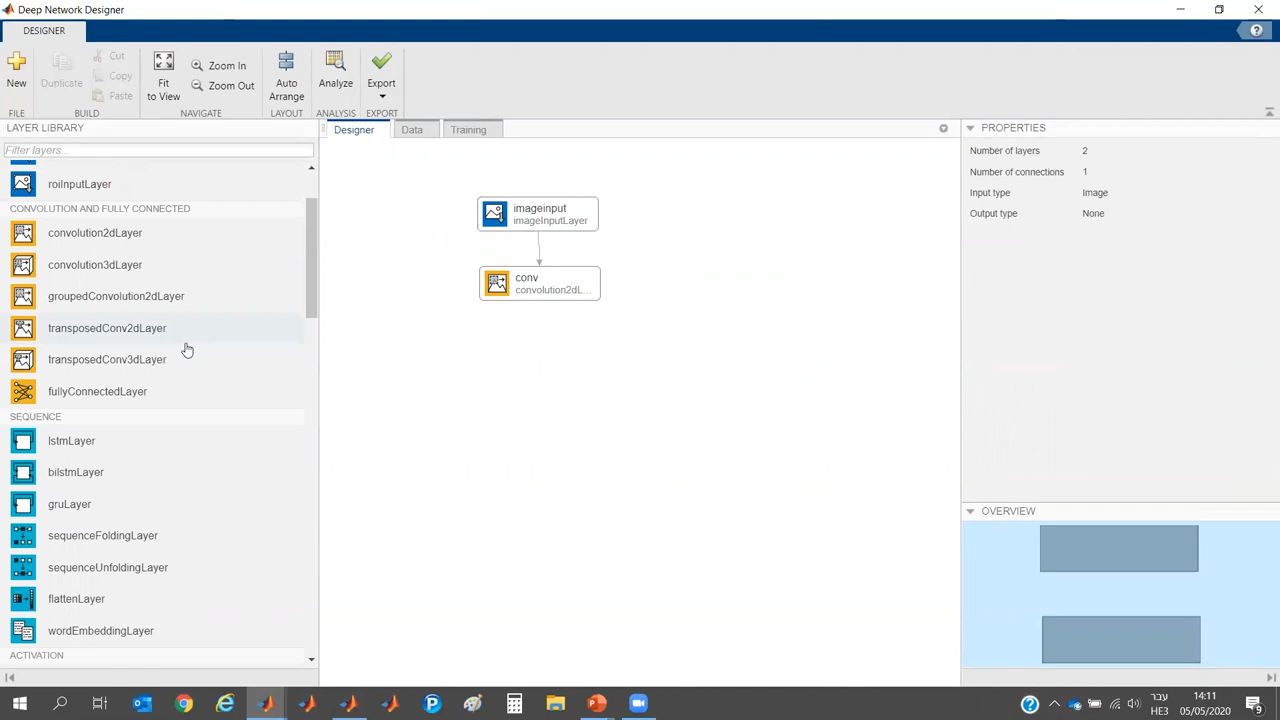 Deep Network Designer
DESIGNER
New
Duplicate
Cut
Copy
Paste
Fit
to View
Zoom In
Zoom Out
Auto
Arrange
Analyze
Export
FILE
BUILD
NAVIGATE
LAYOUT
ANALYSIS
EXPORT
LAYER LIBRARY
Filter layers...
roiInputLayer
CONVOLUTION AND FULLY CONNECTED
convolution2dLayer
convolution3dLayer
groupedConvolution2dLayer
transposedConv2dLayer
transposedConv3dLayer
fullyConnectedLayer
SEQUENCE
lstmLayer
bilstmLayer
gruLayer
sequenceFoldingLayer
sequenceUnfoldingLayer
flattenLayer
wordEmbeddingLayer
ACTIVATION
Designer
Data
Training
imageinput
imageInputLayer
conv
convolution2dL...
PROPERTIES
Number of layers 2
Number of connections 1
Input type Image
Output type None
OVERVIEW
עבר
HE3
14:11
05/05/2020
9